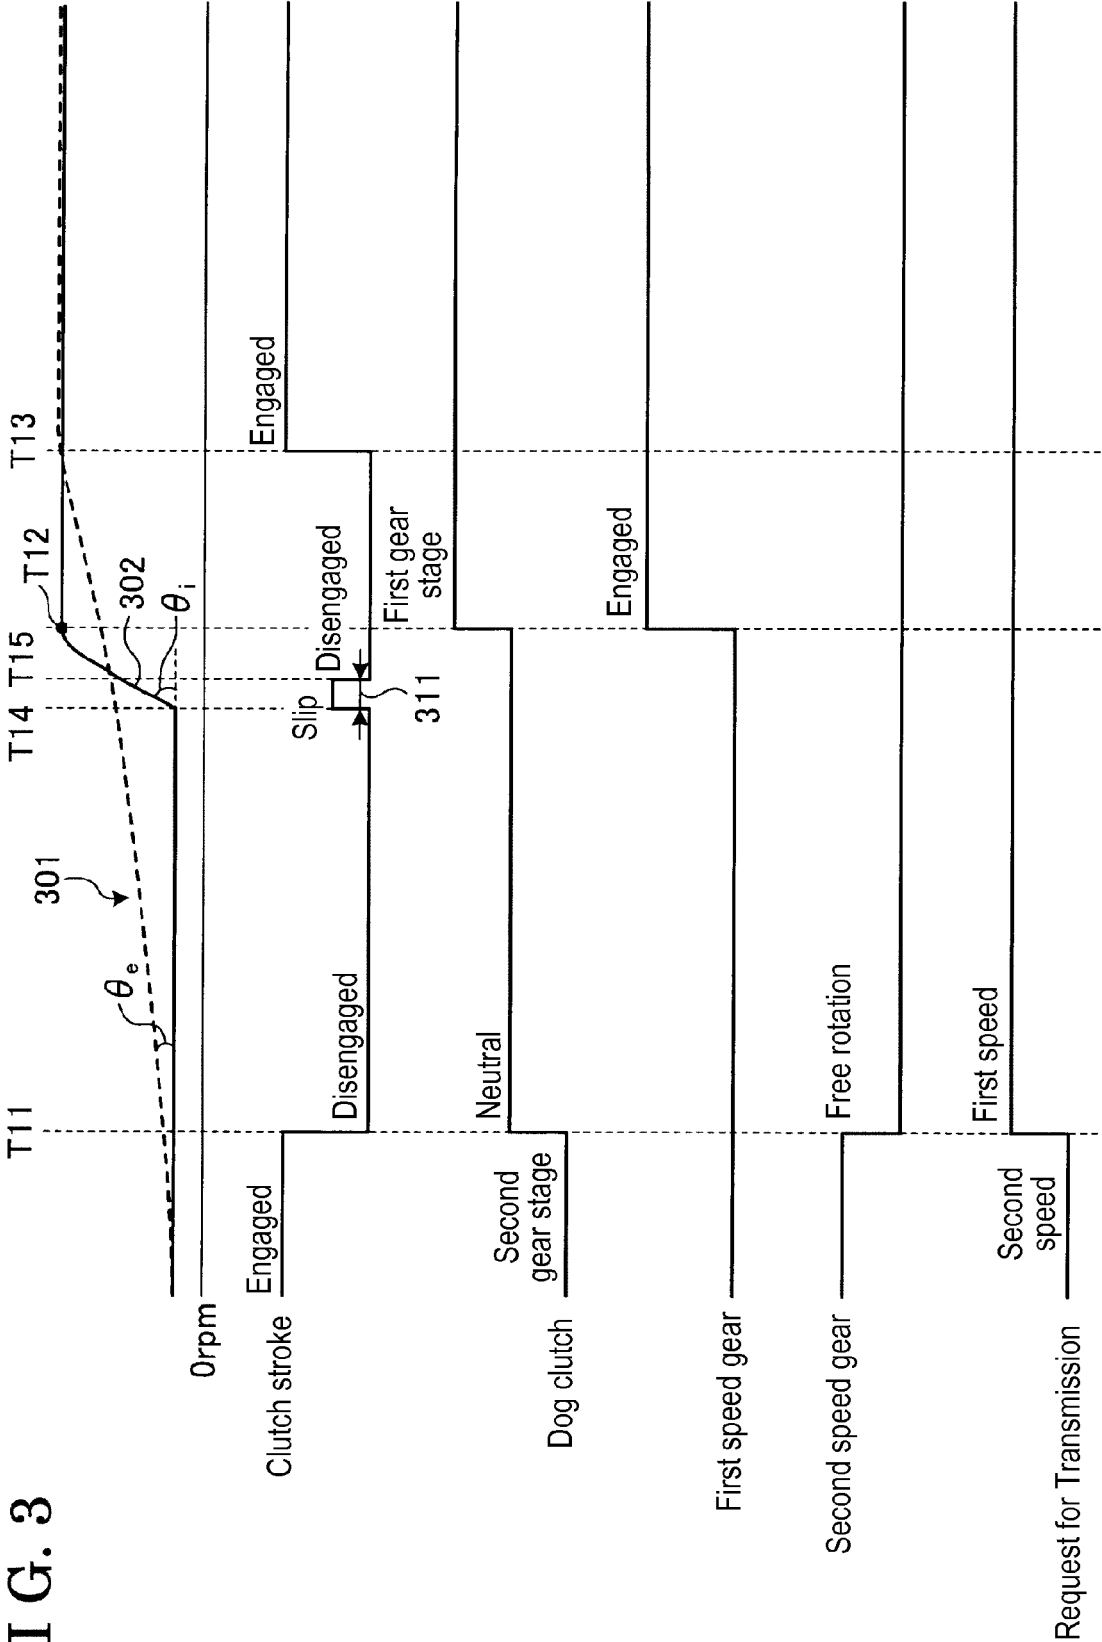 I G. 3
T11
T14
T15
T12
T13
301
302
θe
θi
0rpm
Clutch stroke
Engaged
Disengaged
Slip
311
Disengaged
Engaged
Dog clutch
Second
gear stage
Neutral
First gear
stage
First speed gear
Engaged
Second speed gear
Free rotation
Request for Transmission
Second
speed
First speed